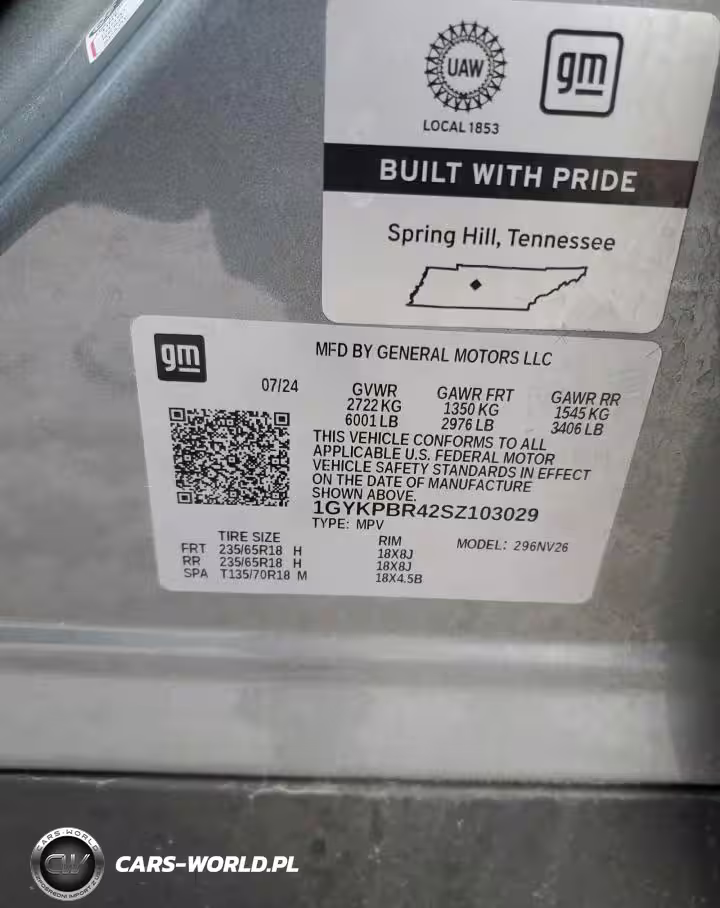 UAW
gm
LOCAL 1853
BUILT WITH PRIDE
Spring Hill, Tennessee
gm
MFD BY GENERAL MOTORS LLC
07/24
GVWR GAWR FRT GAWR RR
2722 KG 1350 KG 1545 KG
6001 LB 2976 LB 3406 LB
THIS VEHICLE CONFORMS TO ALL
APPLICABLE U.S. FEDERAL MOTOR
VEHICLE SAFETY STANDARDS IN EFFECT
ON THE DATE OF MANUFACTURE
SHOWN ABOVE.
1GYKPBR42SZ103029
TYPE: MPV
TIRE SIZE RIM MODEL: 296NV26
FRT 235/65R18 H 18X8J
RR 235/65R18 H 18X8J
SPA T135/70R18 M 18X4.5B
CARS-WORLD
CW
CARS-WORLD.PL